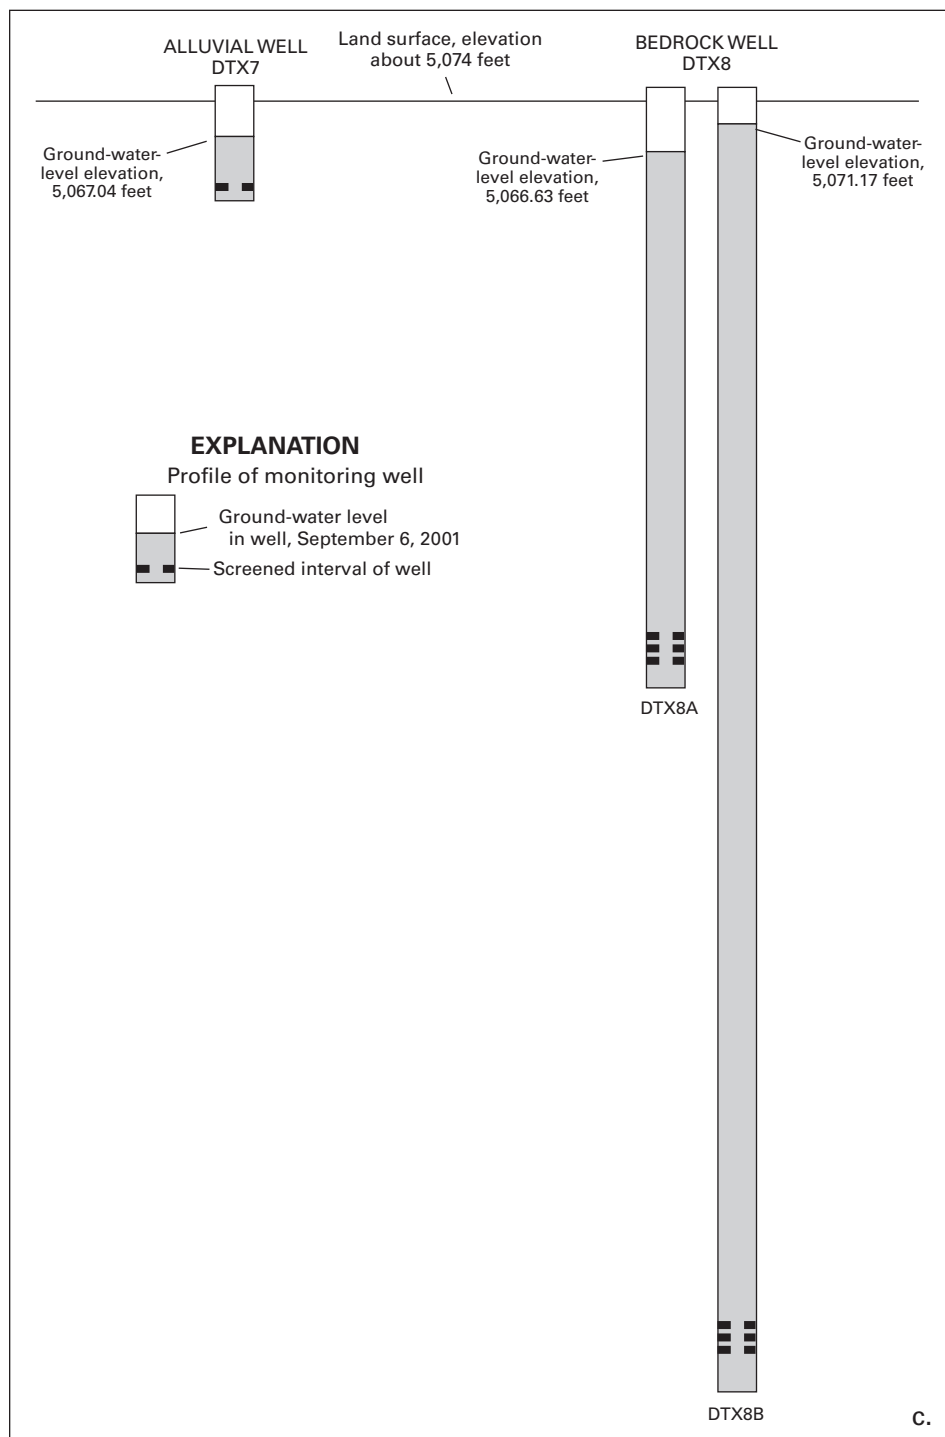 ALLUVIAL WELL
DTX7
Land surface, elevation
about 5,074 feet
BEDROCK WELL
DTX8
Ground-water-
level elevation,
5,067.04 feet
Ground-water-
level elevation,
5,066.63 feet
Ground-water-
level elevation,
5,071.17 feet
EXPLANATION
Profile of monitoring well
Ground-water level
in well, September 6, 2001
Screened interval of well
DTX8A
DTX8B
C.